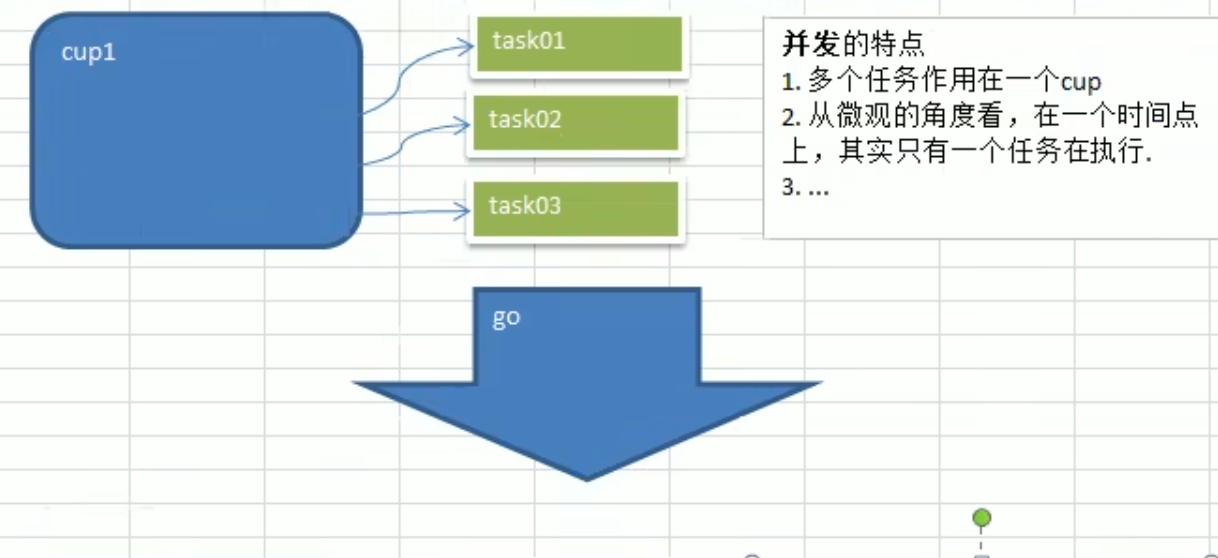 cup1
task01
task02
task03
并发的特点
1. 多个任务作用在一个cup
2. 从微观的角度看，在一个时间点
上，其实只有一个任务在执行.
3. ...
go